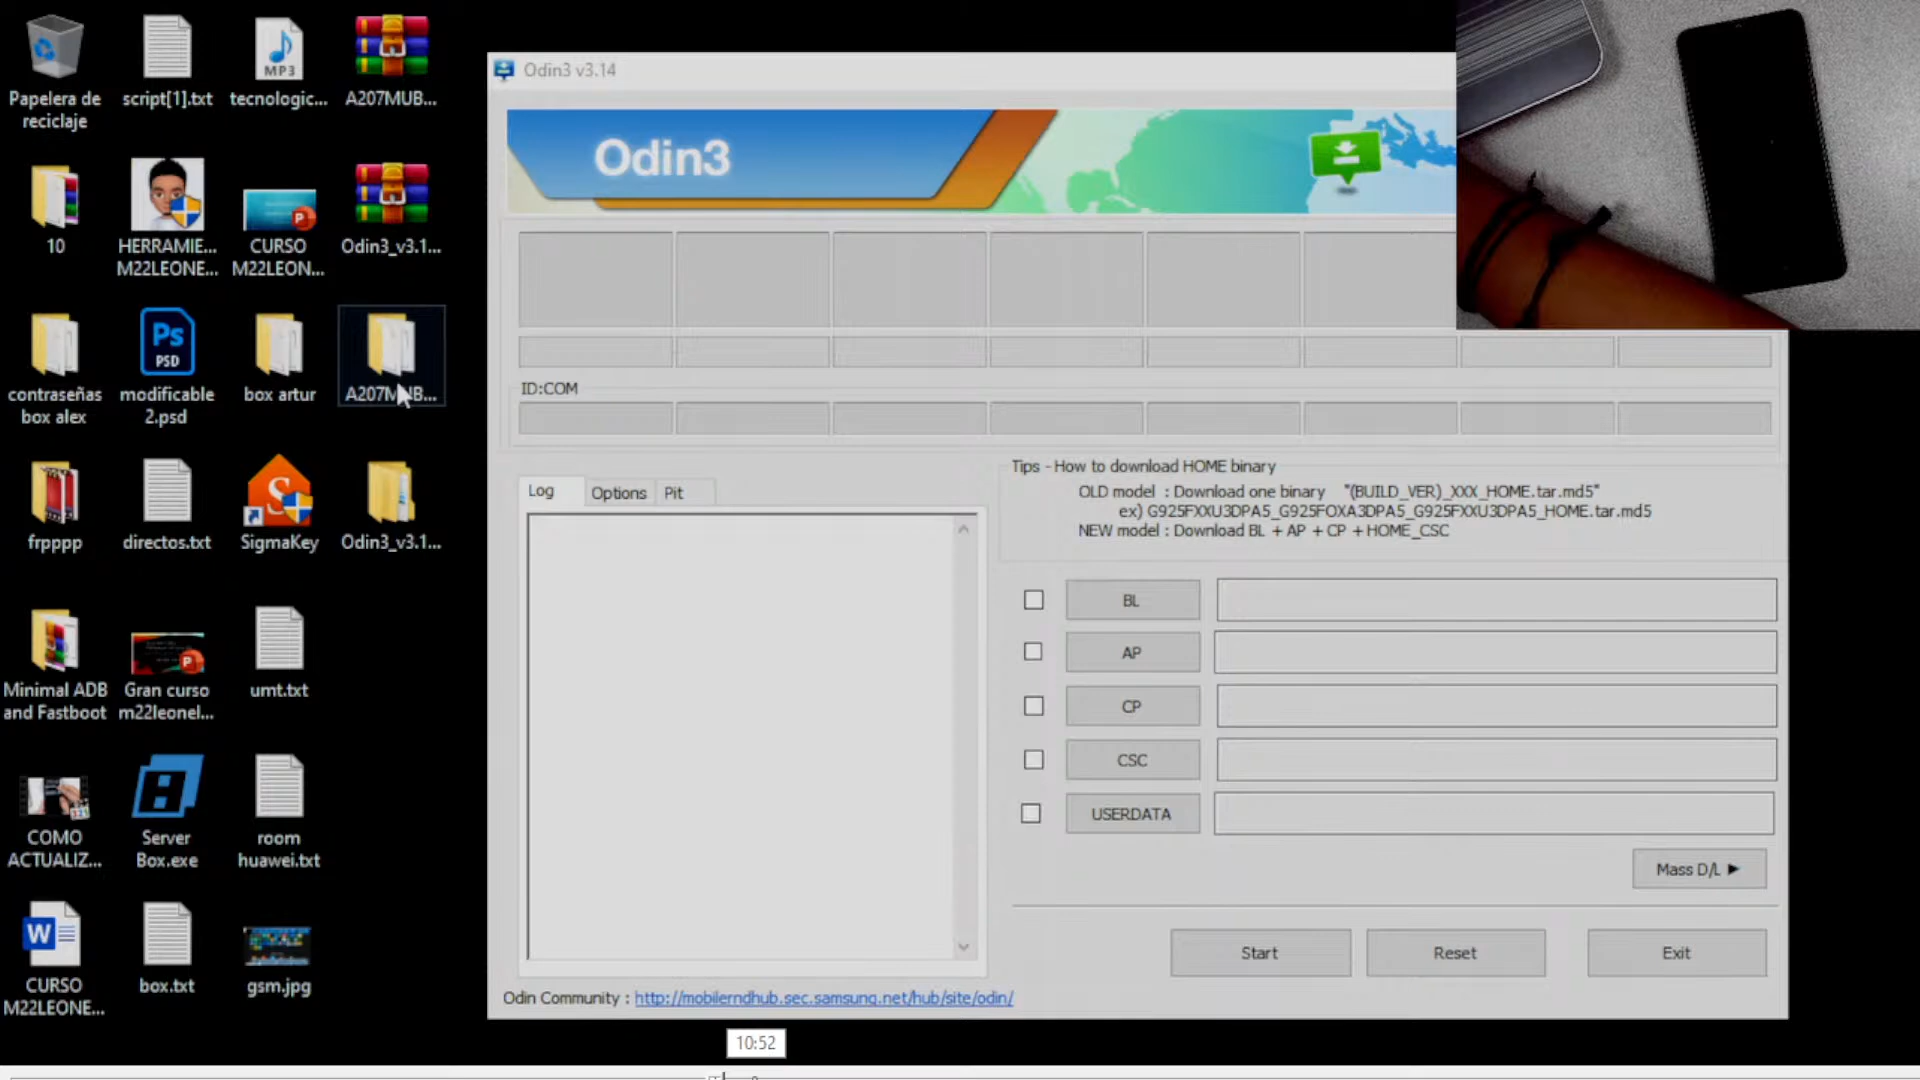 Papelera de
reciclaje
script[1].txt
MP3
tecnologic...
A207MUB...
10
HERRAMIE...
M22LEONE...
P
CURSO
M22LEON...
Odin3_v3.1...
contraseñas
box alex
Ps
PSD
modificable
2.psd
box artur
A207MUB...
frpppp
directos.txt
S
SigmaKey
Odin3_v3.1...
Minimal ADB
and Fastboot
P
Gran curso
m22leonel...
umt.txt
COMO
ACTUALIZ...
Server
Box.exe
room
huawei.txt
W
CURSO
M22LEONE...
box.txt
gsm.jpg
Odin3 v3.14
Odin3
ID:COM
Log
Options
Pit
Tips - How to download HOME binary
OLD model : Download one binary "(BUILD_VER)_XXX_HOME.tar.md5"
ex) G925FXXU3DPA5_G925FOXA3DPA5_G925FXXU3DPA5_HOME.tar.md5
NEW model : Download BL + AP + CP + HOME_CSC
BL
AP
CP
CSC
USERDATA
Mass D/L ►
Start
Reset
Exit
Odin Community : http://mobilerndhub.sec.samsung.net/hub/site/odin/
10:52